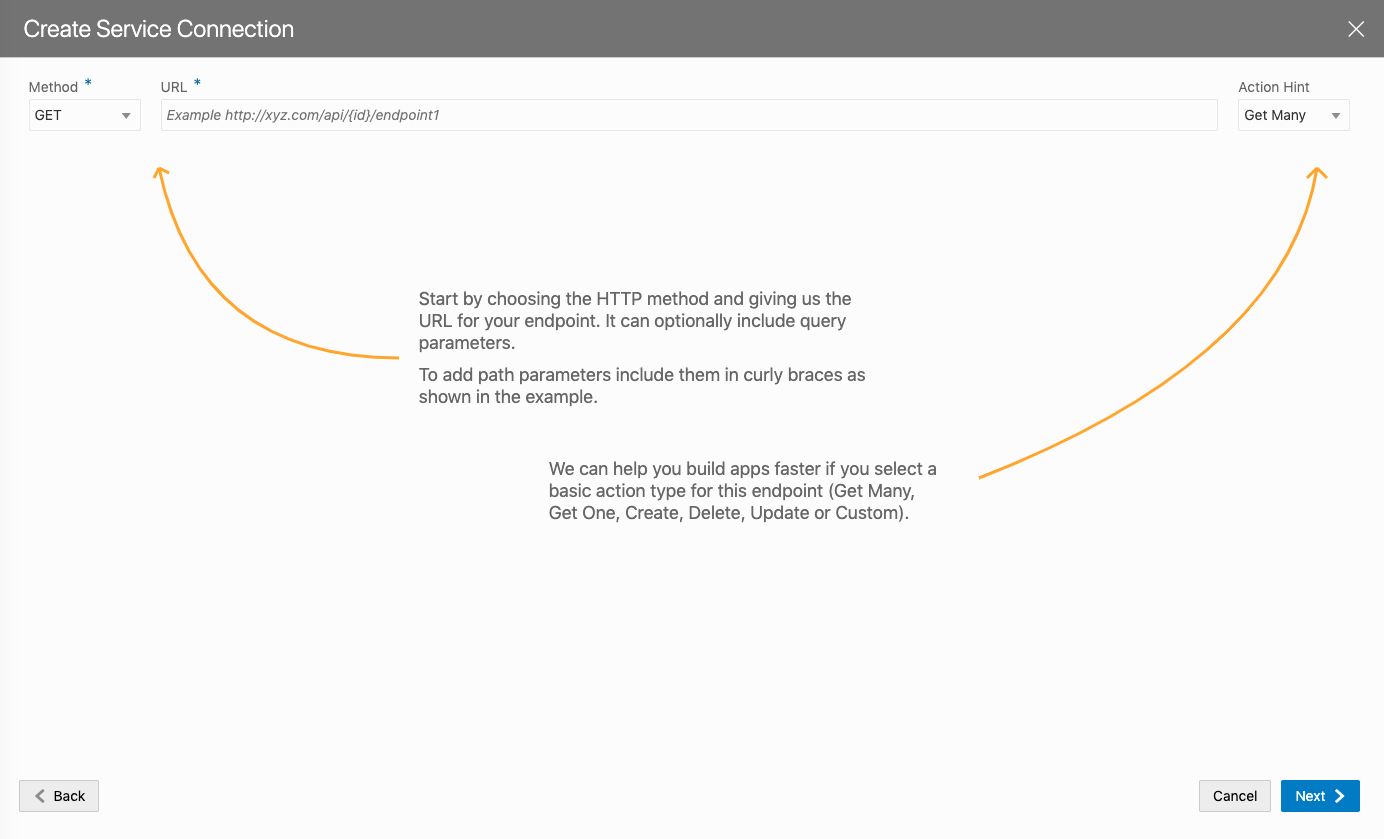 Create Service Connection
Method *
URL *
Action Hint
GET
Example http://xyz.com/api/{id}/endpoint1
Get Many
Start by choosing the HTTP method and giving us the
URL for your endpoint. It can optionally include query
parameters.
To add path parameters include them in curly braces as
shown in the example.
We can help you build apps faster if you select a
basic action type for this endpoint (Get Many,
Get One, Create, Delete, Update or Custom).
Back
Cancel
Next